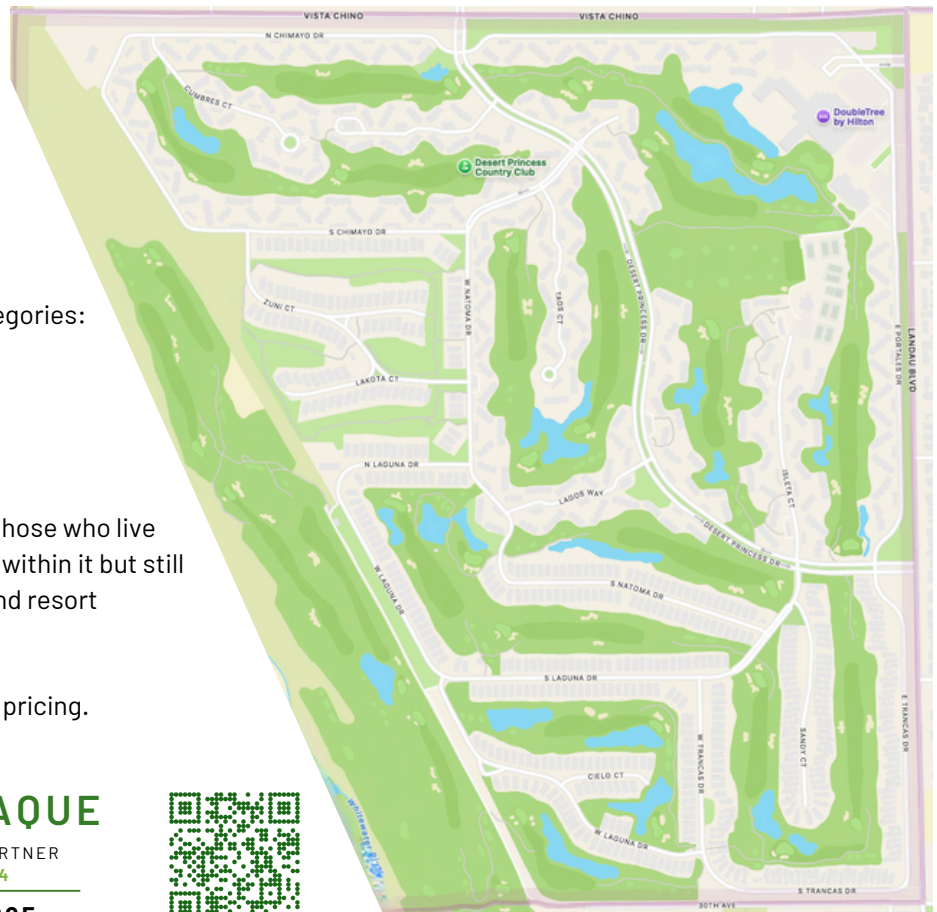 VISTA CHINO
VISTA CHINO
N CHIMAYO DR
CUMBRES CT
DoubleTree
by Hilton
Desert Princess
Country Club
S CHIMAYO DR
DESERT PRINCESS DR
W NATOMA DR
TAOS CT
ZUNI CT
egories:
LANDAU BLVD
E PORTALES DR
LAKOTA CT
N LAGUNA DR
ISLETA CT
LAGOS WAY
hose who live
within it but still
nd resort
DESERT PRINCESS DR
W LAGUNA DR
S NATOMA DR
S LAGUNA DR
pricing.
E TRANCAS DR
W TRANCAS DR
SANDY CT
CIELO CT
AQUE
RTNER
4
W LAGUNA DR
S TRANCAS DR
30TH AVE